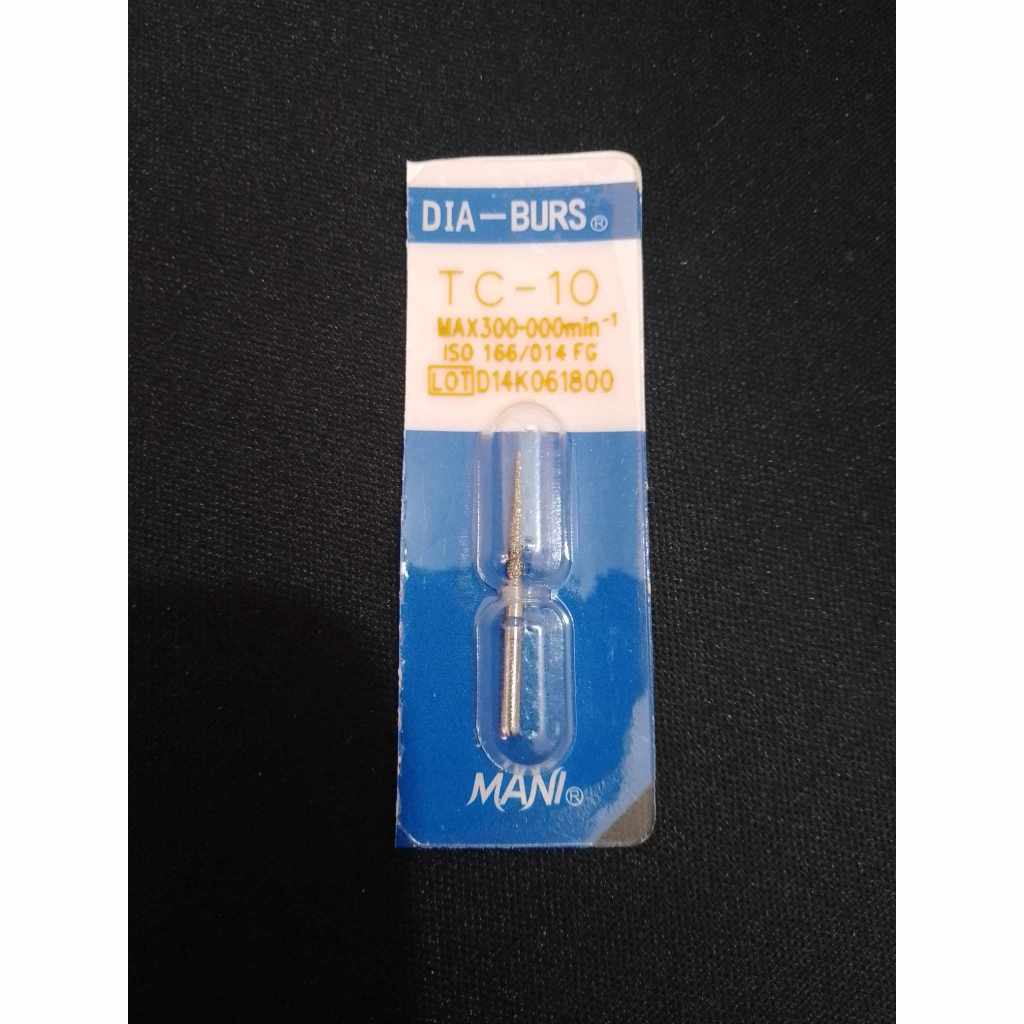 DIA-BURS®
TC-10
MAX300-000min⁻¹
ISO 166/014 FG
LOT D14K061800
MANI®